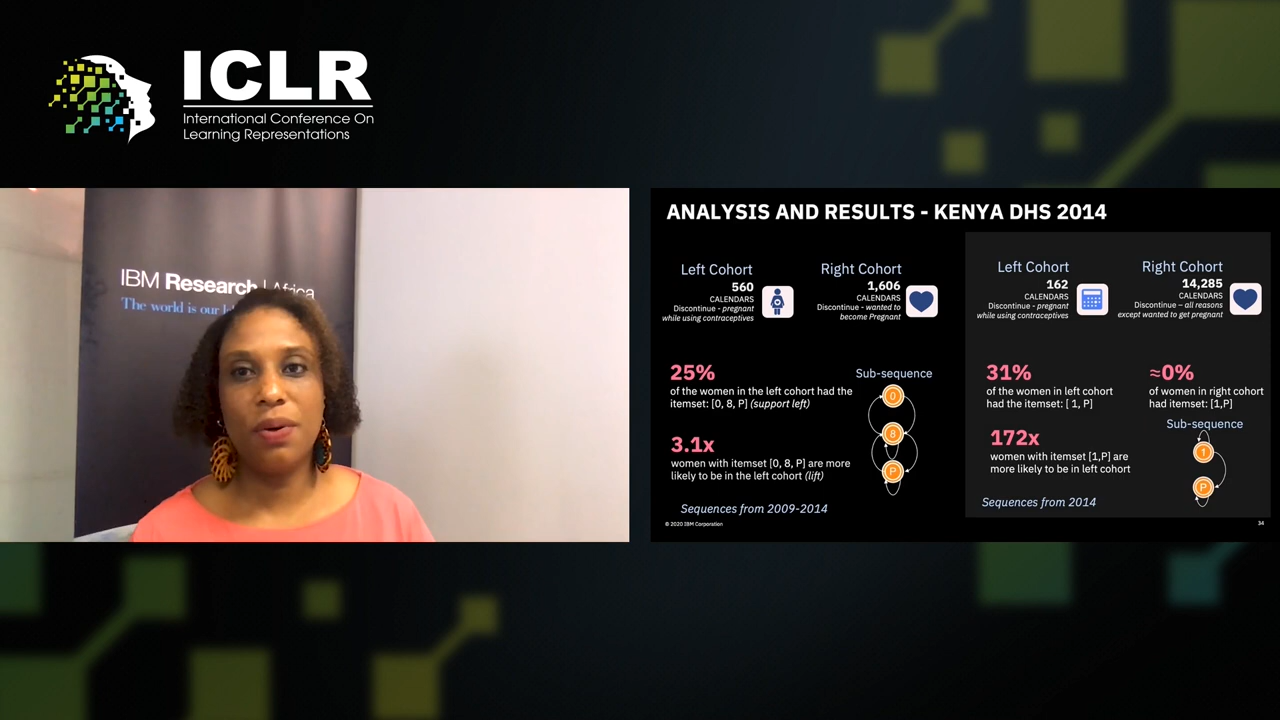 ICLR
International Conference On
Learning Representations
IBM Research | Africa
The world is our l
ANALYSIS AND RESULTS - KENYA DHS 2014
Left Cohort
560
CALENDARS
Discontinue - pregnant
while using contraceptives
Right Cohort
1,606
CALENDARS
Discontinue - wanted to
become Pregnant
25%
of the women in the left cohort had the
itemset: [0, 8, P] (support left)
3.1x
women with itemset [0, 8, P] are more
likely to be in the left cohort (lift)
Sub-sequence
0
8
P
Sequences from 2009-2014
Left Cohort
162
CALENDARS
Discontinue - pregnant
while using contraceptives
Right Cohort
14,285
CALENDARS
Discontinue – all reasons
except wanted to get pregnant
31%
of the women in left cohort
had the itemset: [ 1, P]
≈0%
of women in right cohort
had itemset: [1,P]
172x
women with itemset [1,P] are
more likely to be in left cohort
Sub-sequence
1
P
Sequences from 2014
© 2020 IBM Corporation
34